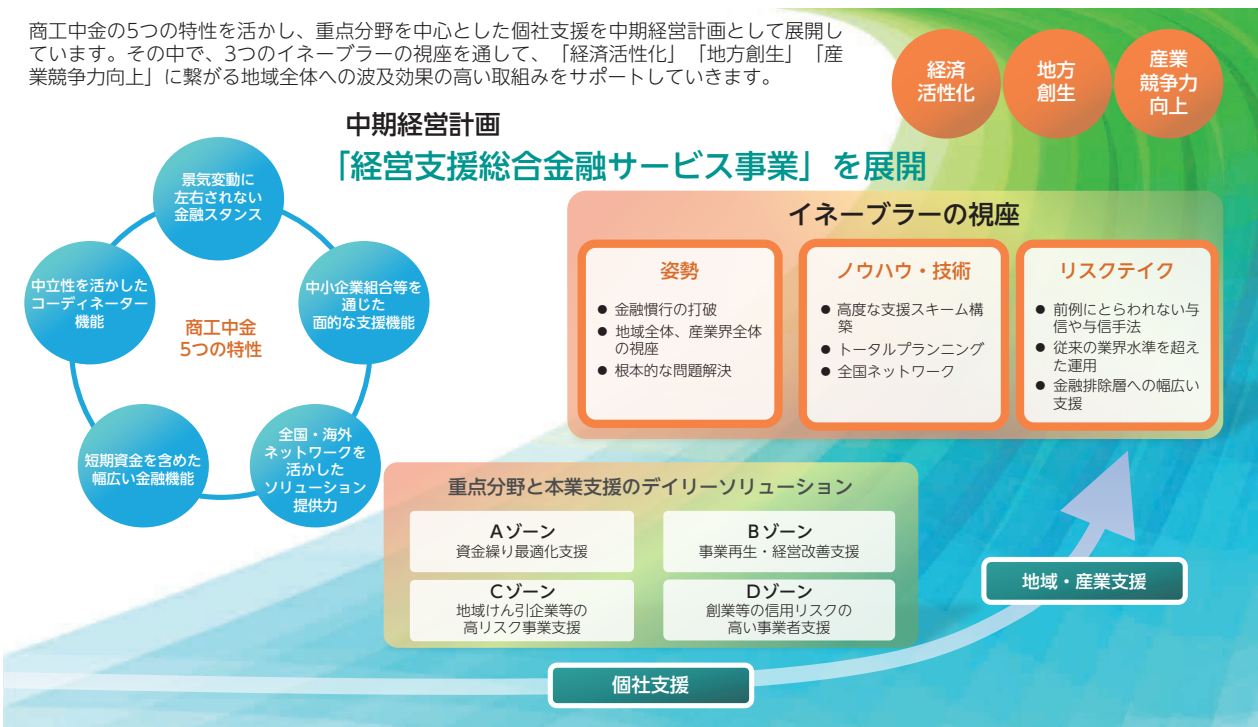 商工中金の5つの特性を活かし、重点分野を中心とした個社支援を中期経営計画として展開し
ています。その中で、3つのイネーブラーの視座を通して、「経済活性化」「地方創生」「産
業競争力向上」に繋がる地域全体への波及効果の高い取組みをサポートしていきます。
経済
活性化
地方
創生
産業
競争力
向上
中期経営計画
「経営支援総合金融サービス事業」を展開
景気変動に
左右されない
金融スタンス
中立性を活かした
コーディネーター
機能
中小企業組合等を
通じた
面的な支援機能
商工中金
5つの特性
短期資金を含めた
幅広い金融機能
全国・海外
ネットワークを
活かした
ソリューション
提供力
イネーブラーの視座
姿勢
● 金融慣行の打破
● 地域全体、産業界全体
の視座
● 根本的な問題解決
ノウハウ・技術
● 高度な支援スキーム構
築
● トータルプランニング
● 全国ネットワーク
リスクテイク
● 前例にとらわれない与
信や与信手法
● 従来の業界水準を超え
た運用
● 金融排除層への幅広い
支援
重点分野と本業支援のデイリーソリューション
Aゾーン
資金繰り最適化支援
Bゾーン
事業再生・経営改善支援
Cゾーン
地域けん引企業等の
高リスク事業支援
Dゾーン
創業等の信用リスクの
高い事業者支援
地域・産業支援
個社支援